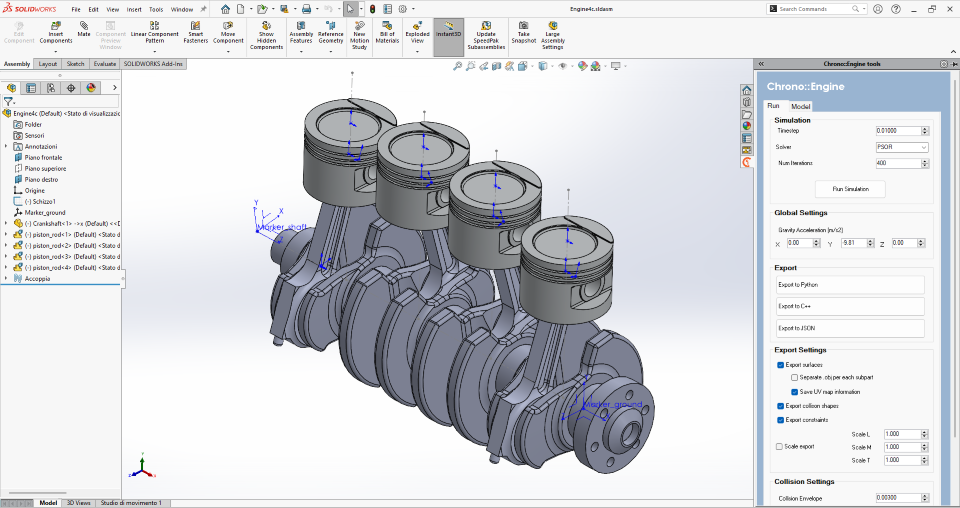 SOLIDWORKS
File Edit View Insert Tools Window
Engine4c.sldasm
Search Commands
Edit Component
Insert Components
Mate
Component Preview Window
Linear Component Pattern
Smart Fasteners
Move Component
Show Hidden Components
Assembly Features
Reference Geometry
New Motion Study
Bill of Materials
Exploded View
Instant3D
Update SpeedPak Subassemblies
Take Snapshot
Large Assembly Settings
Assembly Layout Sketch Evaluate SOLIDWORKS Add-Ins
Engine4c (Default) <Stato di visualizzazio
Folder
Sensori
Annotazioni
Piano frontale
Piano superiore
Piano destro
Origine
(-) Schizzo1
Marker_ground
(-) Crankshaft<1> ->x (Default) <<D
(-) piston_rod<1> (Default) <Stato d
(-) piston_rod<2> (Default) <Stato d
(-) piston_rod<3> (Default) <Stato d
(-) piston_rod<4> (Default) <Stato d
Accoppia
Y
X
Marker_shaft
Marker_ground
Model 3D Views Studio di movimento 1
Chrono::Engine tools
Chrono::Engine
Run Model
Simulation
Timestep 0.01000
Solver PSOR
Num Iterations 400
Run Simulation
Global Settings
Gravity Acceleration [m/s2]
X 0.00 Y -9.81 Z 0.00
Export
Export to Python
Export to C++
Export to JSON
Export Settings
Export surfaces
Separate .obj per each subpart
Save UV map information
Export collision shapes
Export constraints
Scale L 1.000
Scale export Scale M 1.000
Scale T 1.000
Collision Settings
Collision Envelope 0.00300